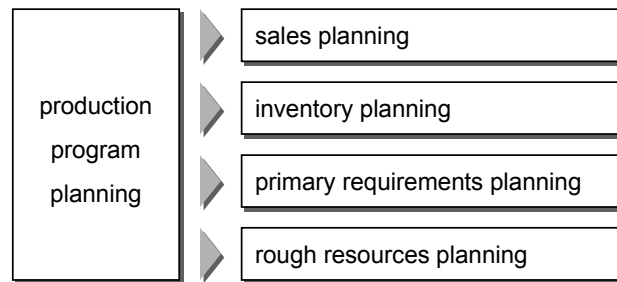 production
program
planning
sales planning
inventory planning
primary requirements planning
rough resources planning